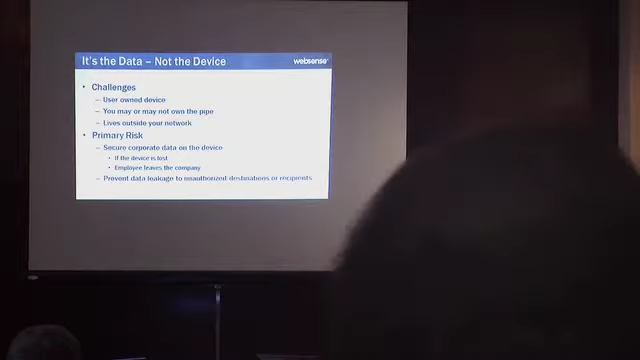 It's the Data – Not the Device
websense
• Challenges
– User owned device
– You may or may not own the pipe
– Lives outside your network
• Primary Risk
– Secure corporate data on the device
• If the device is lost
• Employee leaves the company
– Prevent data leakage to unauthorized destinations or recipients